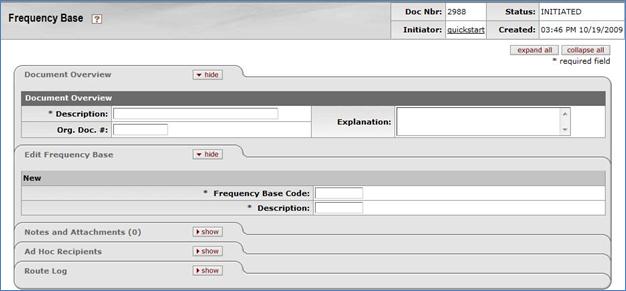 Frequency Base ?
Doc Nbr: 2988 Status: INITIATED
Initiator: quickstart Created: 03:46 PM 10/19/2009
expand all collapse all
* required field
Document Overview hide
Document Overview
* Description: Explanation:
Org. Doc. #:
Edit Frequency Base hide
New
* Frequency Base Code:
* Description:
Notes and Attachments (0) show
Ad Hoc Recipients show
Route Log show